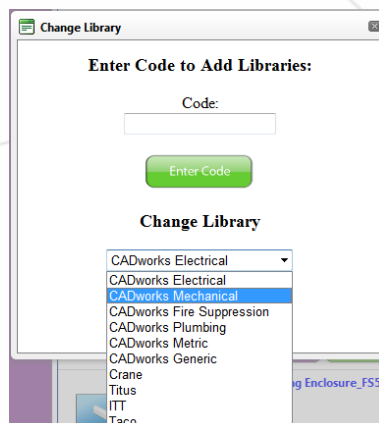 Change Library
Enter Code to Add Libraries:
Code:
Enter Code
Change Library
CADworks Electrical
CADworks Electrical
CADworks Mechanical
CADworks Fire Suppression
CADworks Plumbing
CADworks Metric
CADworks Generic
Crane
Titus
ITT
Taco
Enclosure_FS5